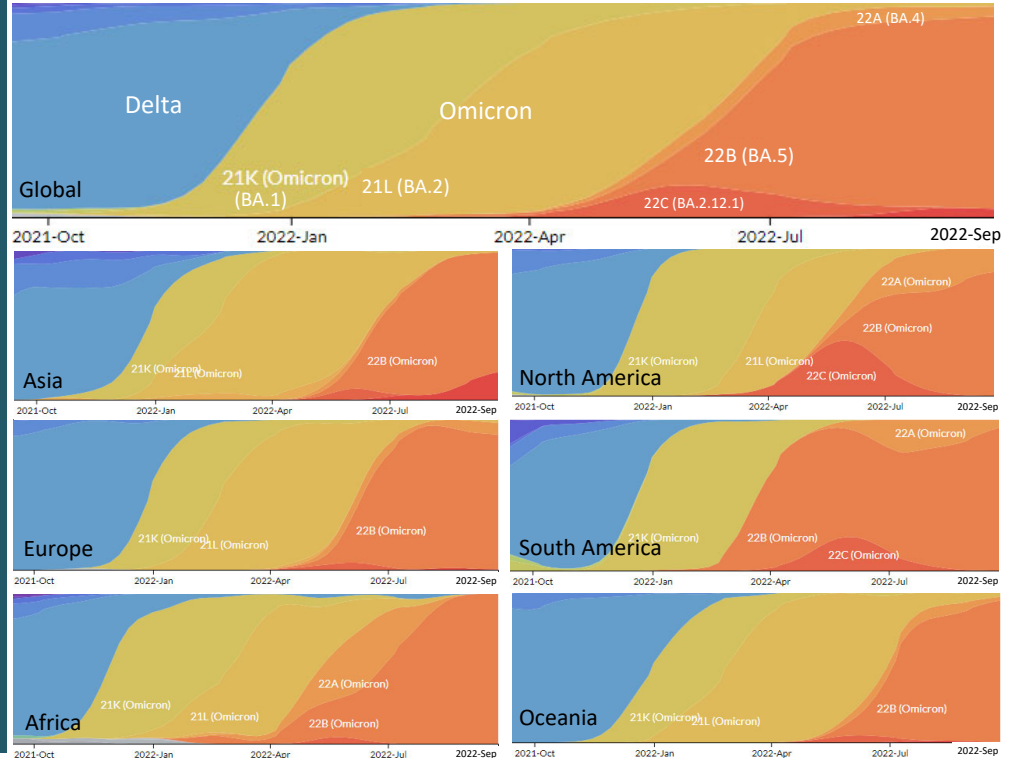 22A (BA.4)
Delta
Omicron
22B (BA.5)
21K (Omicron)
21L (BA.2)
Global
(BA.1)
22C (BA.2.12.1)
2021-Oct 2022-Jan 2022-Apr 2022-Jul 2022-Sep
21K (Omicron)
21L (Omicron)
22B (Omicron)
Asia
2021-Oct 2022-Jan 2022-Apr 2022-Jul 2022-Sep
22A (Omicron)
22B (Omicron)
21K (Omicron)
21L (Omicron)
22C (Omicron)
North America
2021-Oct 2022-Jan 2022-Apr 2022-Jul 2022-Sep
22B (Omicron)
21K (Omicron)
21L (Omicron)
Europe
2021-Oct 2022-Jan 2022-Apr 2022-Jul 2022-Sep
22A (Omicron)
21K (Omicron)
22B (Omicron)
22C (Omicron)
South America
2021-Oct 2022-Jan 2022-Apr 2022-Jul 2022-Sep
22A (Omicron)
21K (Omicron)
21L (Omicron)
22B (Omicron)
Africa
2021-Oct 2022-Jan 2022-Apr 2022-Jul 2022-Sep
22B (Omicron)
21K (Omicron)
21L (Omicron)
Oceania
2021-Oct 2022-Jan 2022-Apr 2022-Jul 2022-Sep